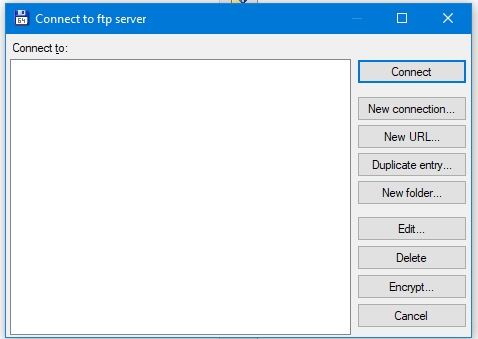 64
Connect to ftp server
Connect to:
Connect
New connection...
New URL...
Duplicate entry...
New folder...
Edit...
Delete
Encrypt...
Cancel